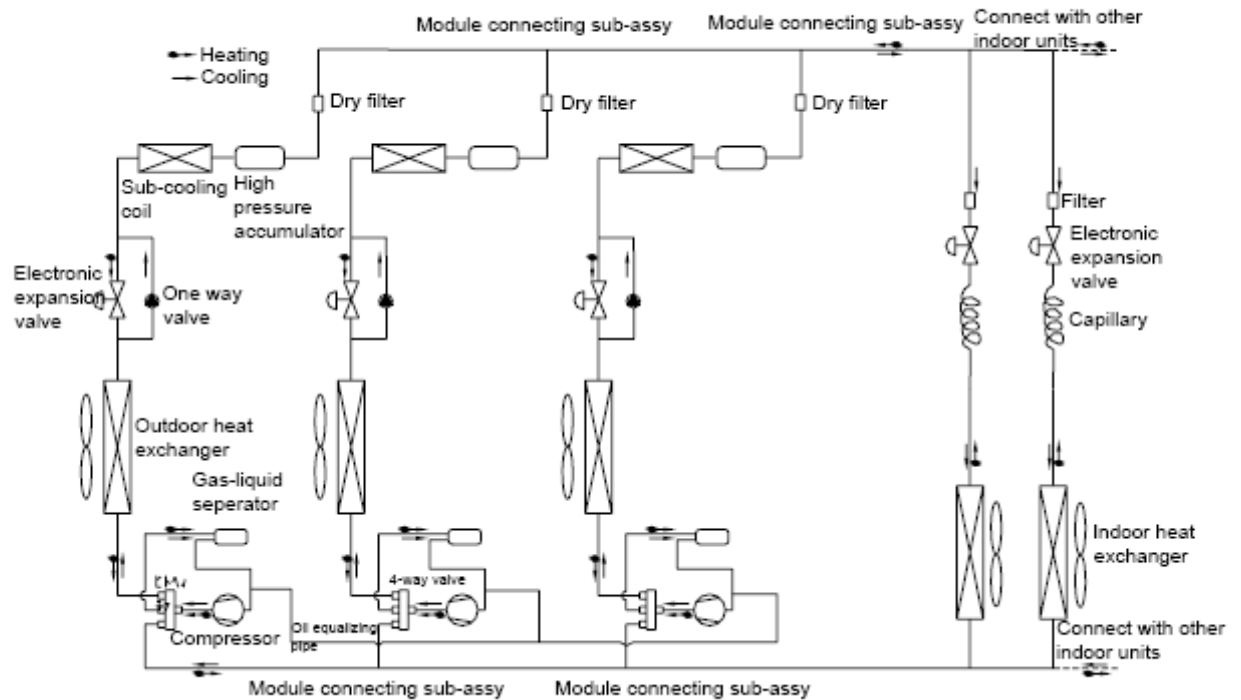 Module connecting sub-assy
Module connecting sub-assy
Connect with other
indoor units
Heating
Cooling
Dry filter
Dry filter
Dry filter
Sub-cooling
coil
High
pressure
accumulator
Filter
Electronic
expansion
valve
Electronic
expansion
valve
One way
valve
Capillary
Outdoor heat
exchanger
Gas-liquid
seperator
Indoor heat
exchanger
4-way valve
Compressor
Oil equalizing
pipe
Connect with other
indoor units
Module connecting sub-assy
Module connecting sub-assy